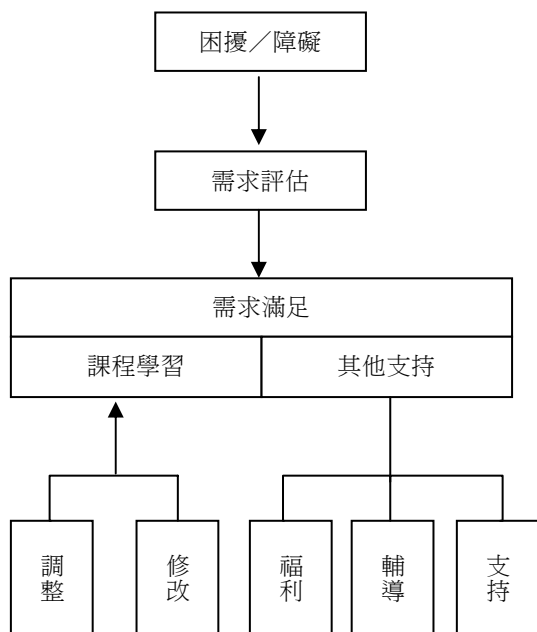 困擾／障礙
需求評估
需求滿足
課程學習
其他支持
調整
修改
福利
輔導
支持